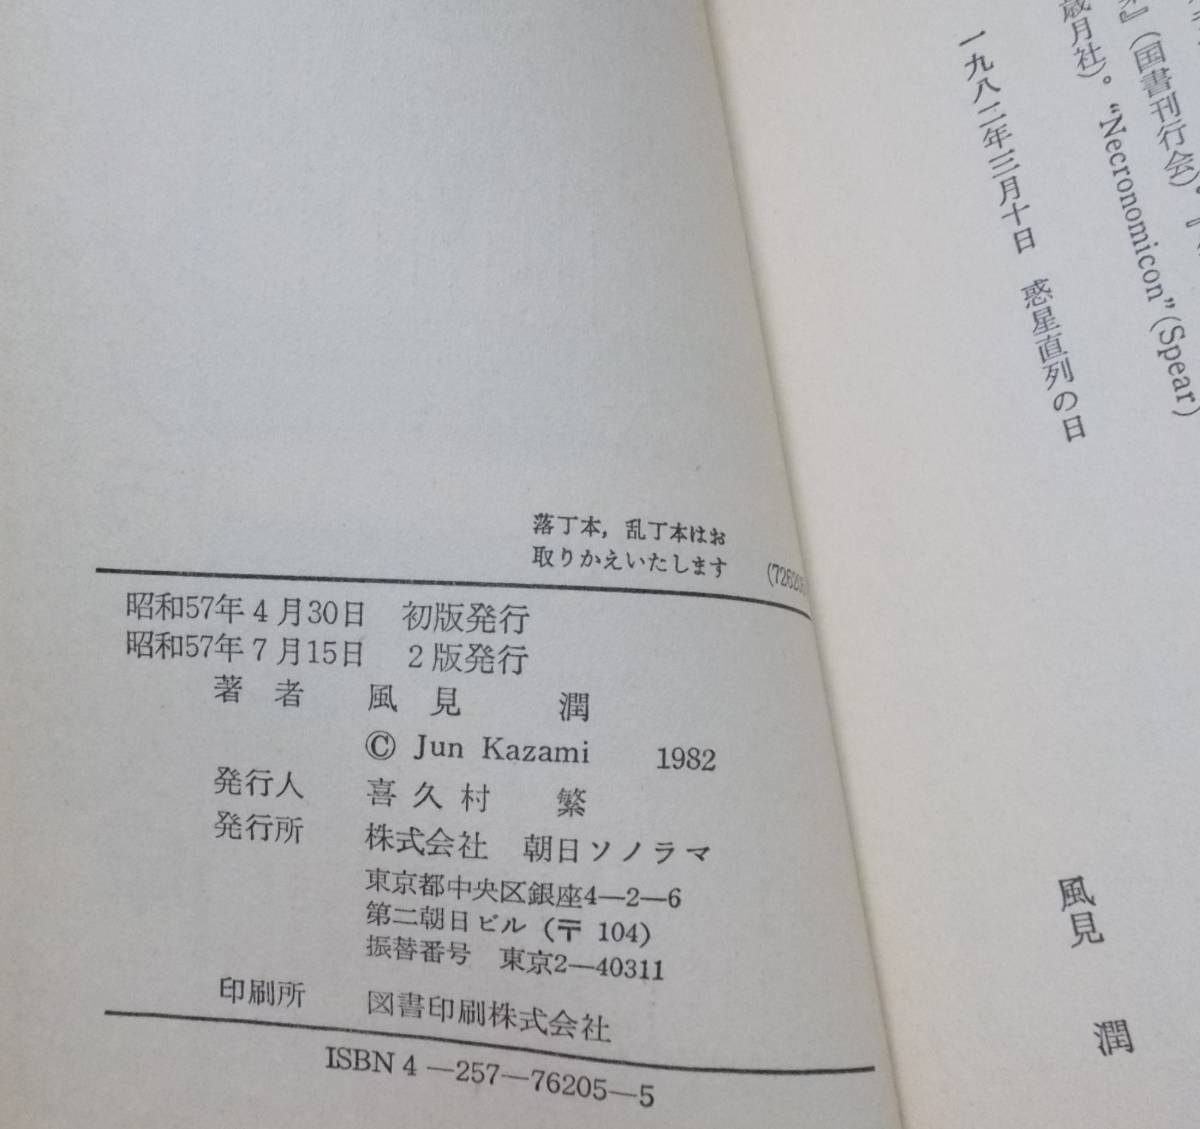 』(国書刊行会)。『
歳月社)。“Necronomicon”(Spear)
一九八二年三月十日　惑星直列の日
風見　潤
落丁本，乱丁本はお
取りかえいたします
昭和57年4月30日　初版発行
昭和57年7月15日　2版発行
著者　風見　潤
© Jun Kazami　1982
発行人　喜久村　繁
発行所　株式会社　朝日ソノラマ
東京都中央区銀座4―2―6
第二朝日ビル（〒 104）
振替番号　東京2―40311
印刷所　図書印刷株式会社
ISBN 4―257―76205―5